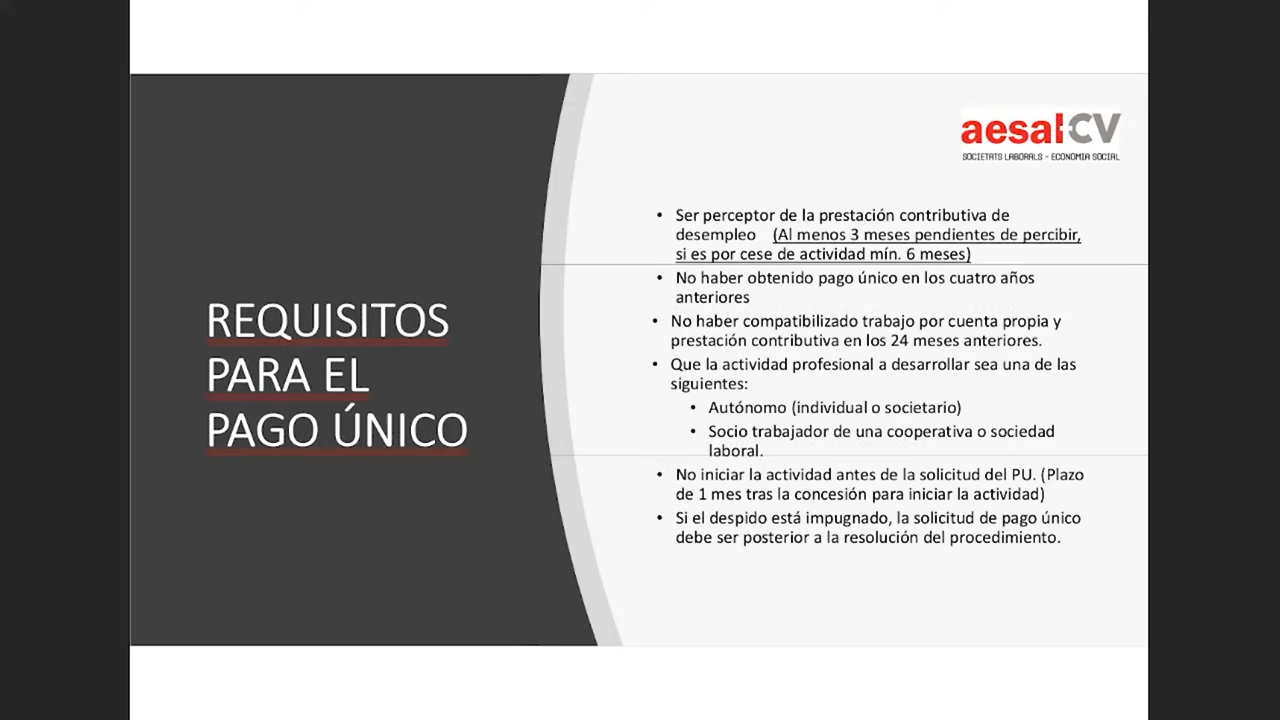 aesal-CV
SOCIETATS LABORALS - ECONOMIA SOCIAL
REQUISITOS
PARA EL
PAGO ÚNICO
• Ser perceptor de la prestación contributiva de
desempleo (Al menos 3 meses pendientes de percibir,
si es por cese de actividad mín. 6 meses)
• No haber obtenido pago único en los cuatro años
anteriores
• No haber compatibilizado trabajo por cuenta propia y
prestación contributiva en los 24 meses anteriores.
• Que la actividad profesional a desarrollar sea una de las
siguientes:
• Autónomo (individual o societario)
• Socio trabajador de una cooperativa o sociedad
laboral.
• No iniciar la actividad antes de la solicitud del PU. (Plazo
de 1 mes tras la concesión para iniciar la actividad)
• Si el despido está impugnado, la solicitud de pago único
debe ser posterior a la resolución del procedimiento.